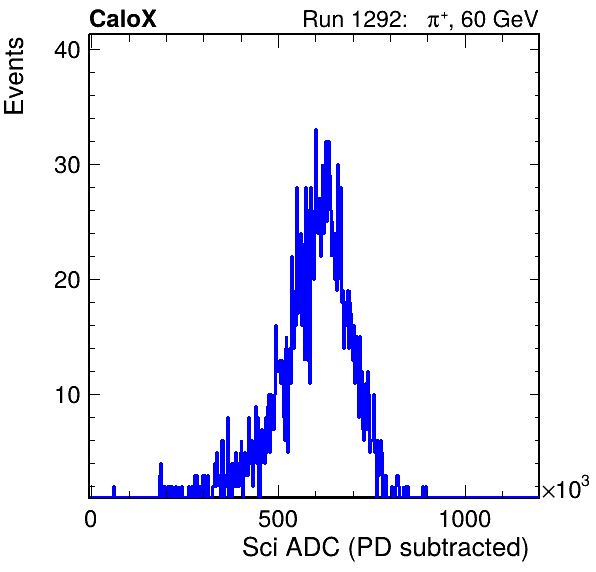 CaloX Run 1292: π⁺, 60 GeV
Events
40
30
20
10
0 500 1000 ×10³
Sci ADC (PD subtracted)